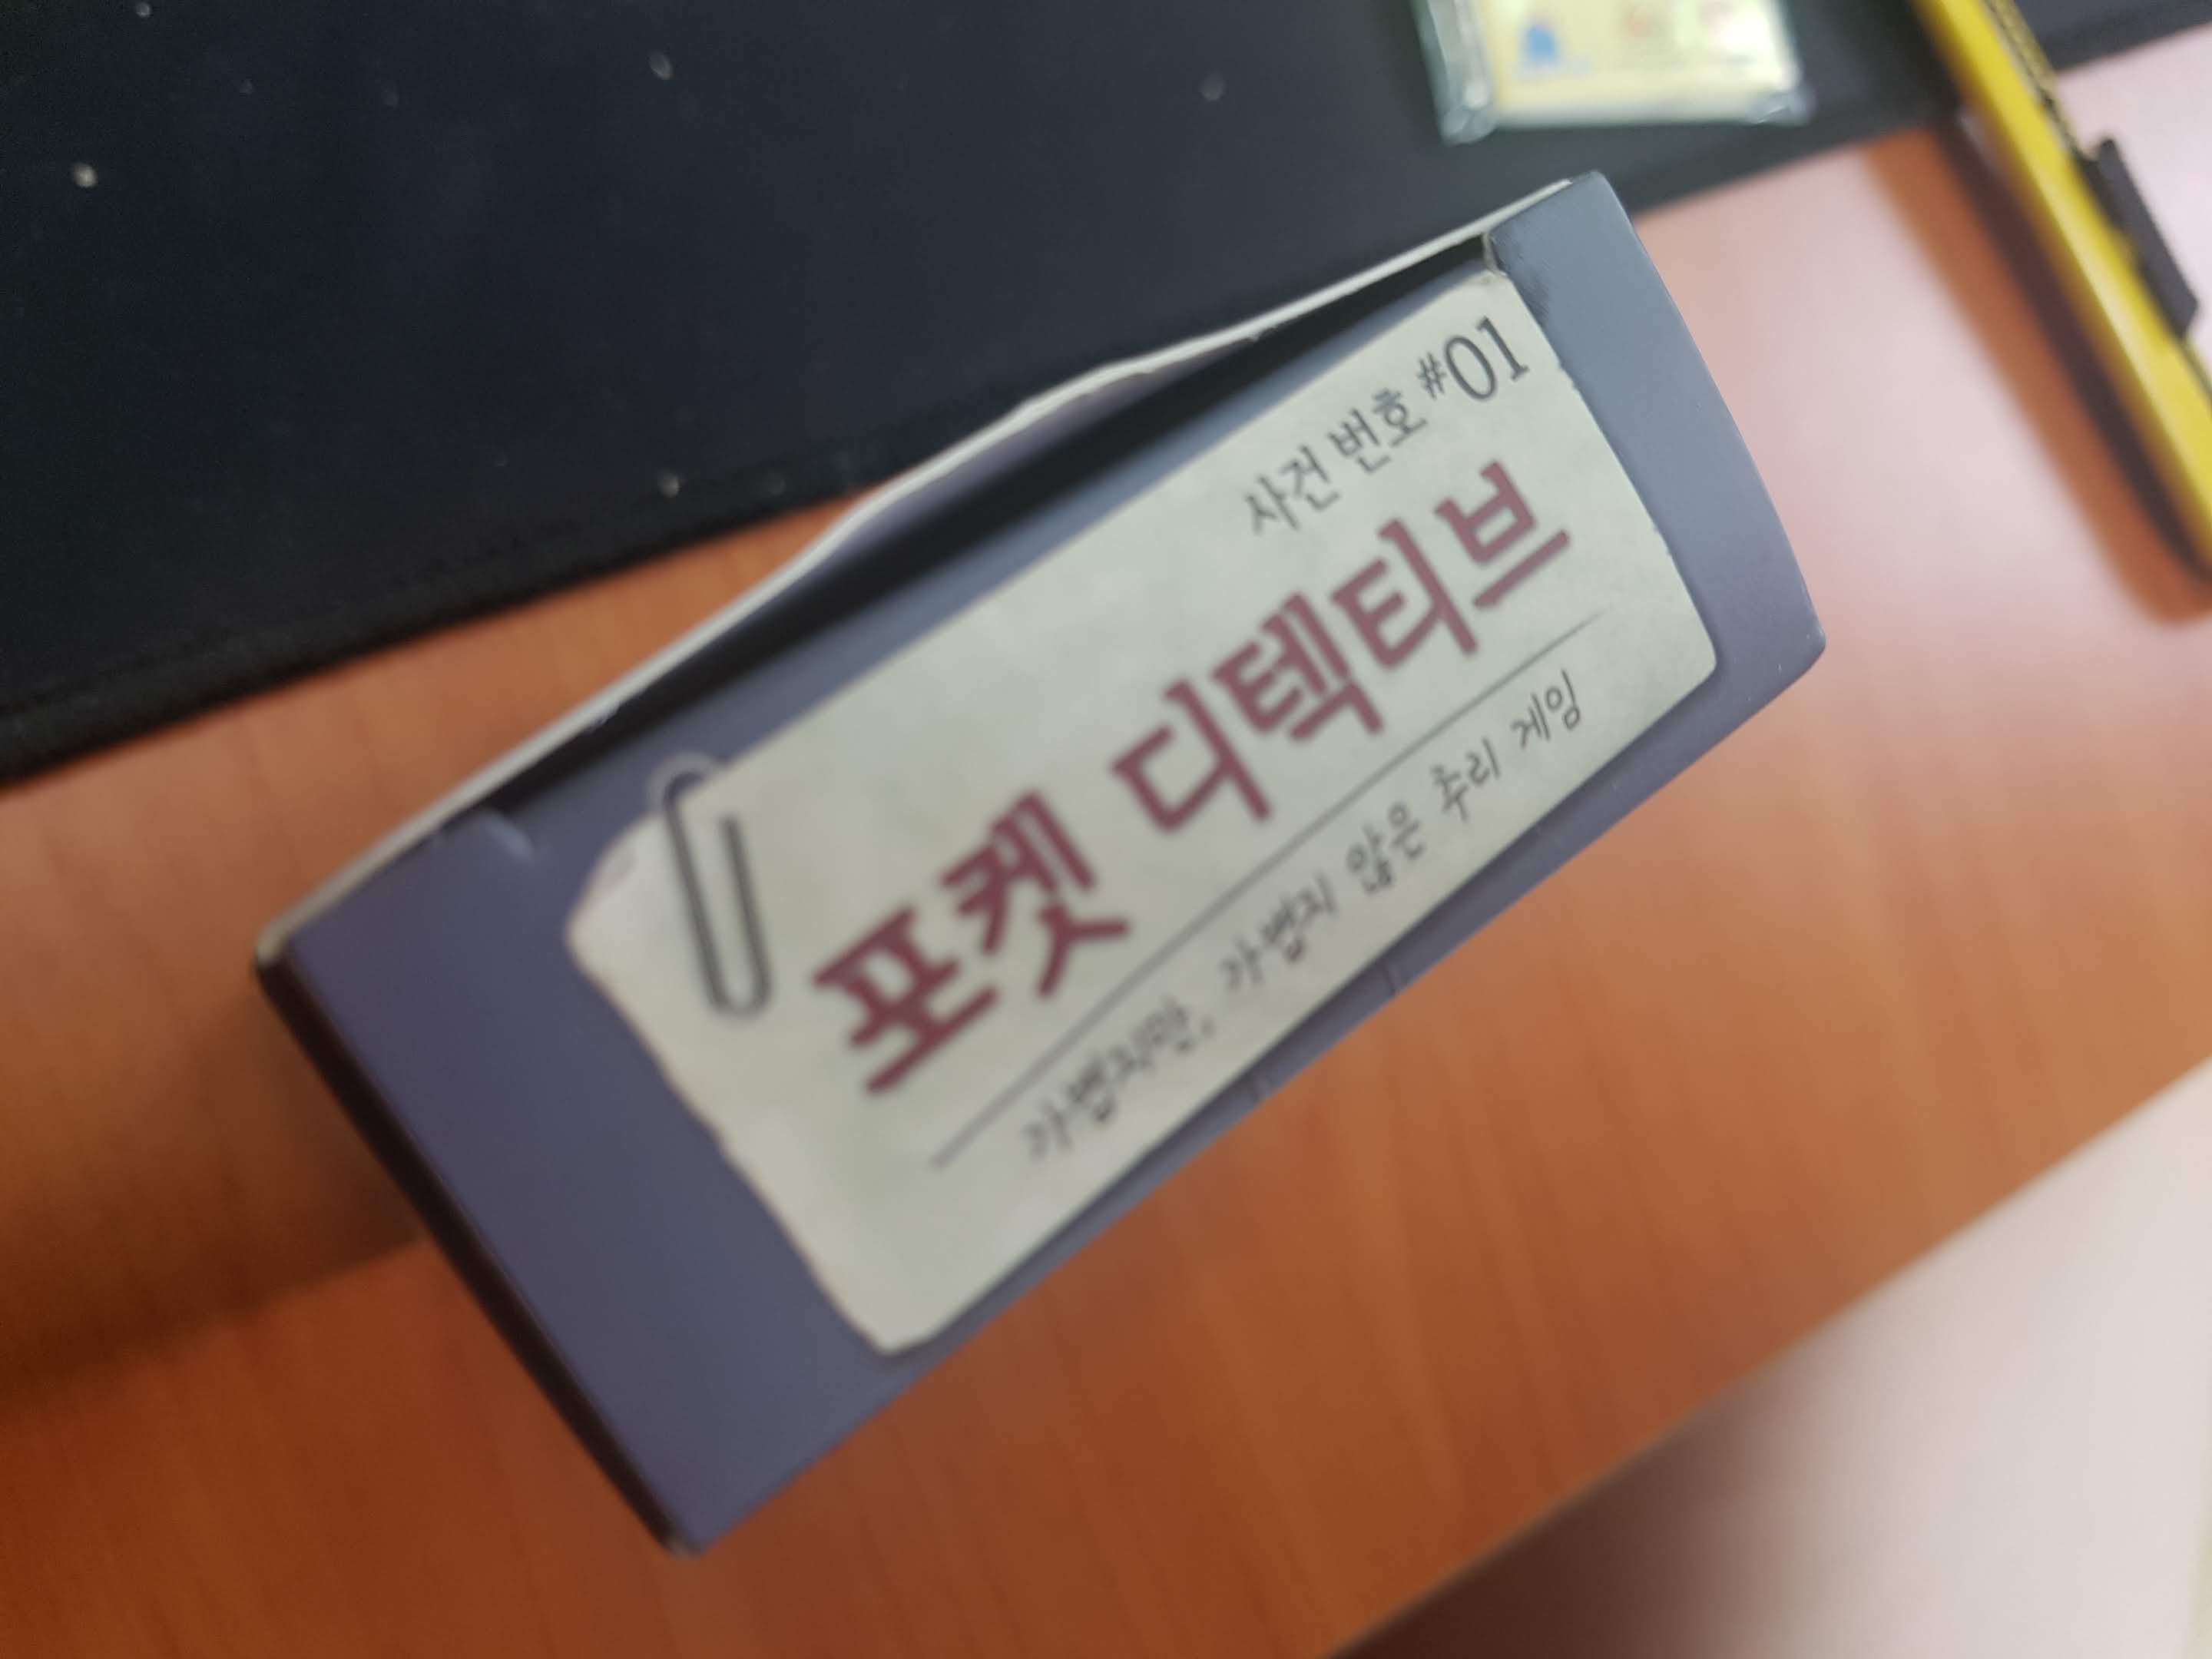 사건 번호 #01
포켓 디텍티브
가볍지만, 가볍지 않은 추리 게임